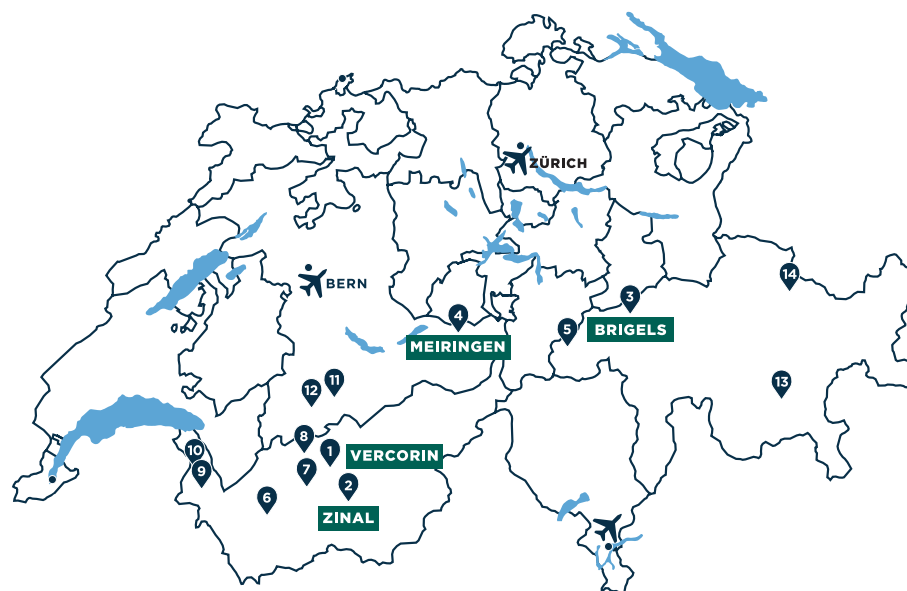 ZÜRICH
14
BERN
3
4
5
BRIGELS
MEIRINGEN
11
13
12
8
10
1
VERCORIN
9
7
2
6
ZINAL